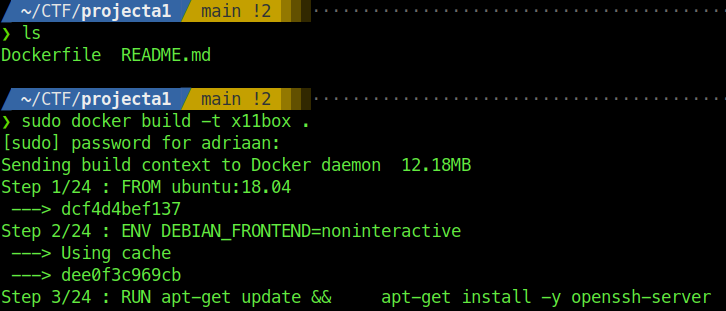 ~/CTF/projecta1 main !2
❯ ls
Dockerfile README.md
~/CTF/projecta1 main !2
❯ sudo docker build -t x11box .
[sudo] password for adriaan:
Sending build context to Docker daemon 12.18MB
Step 1/24 : FROM ubuntu:18.04
---> dcf4d4bef137
Step 2/24 : ENV DEBIAN_FRONTEND=noninteractive
---> Using cache
---> dee0f3c969cb
Step 3/24 : RUN apt-get update && apt-get install -y openssh-server